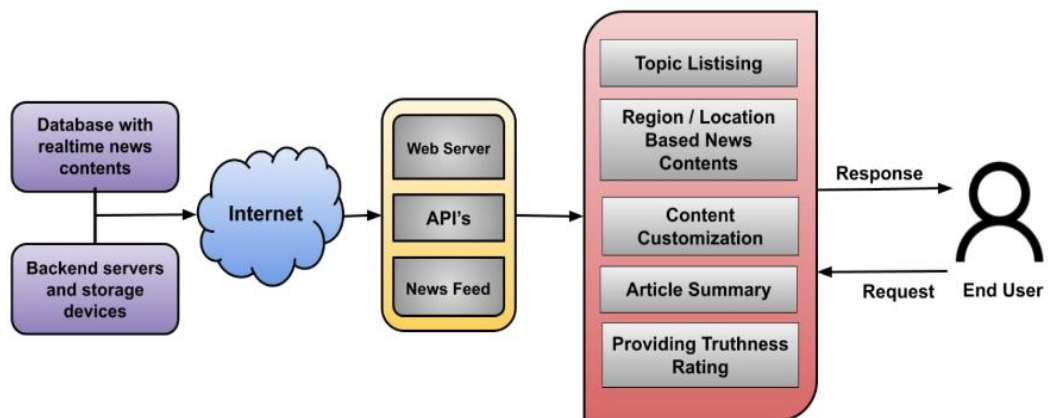 Database with
realtime news
contents
Backend servers
and storage
devices
Internet
Web Server
API's
News Feed
Topic Listising
Region / Location
Based News
Contents
Content
Customization
Article Summary
Providing Truthness
Rating
Response
Request
End User